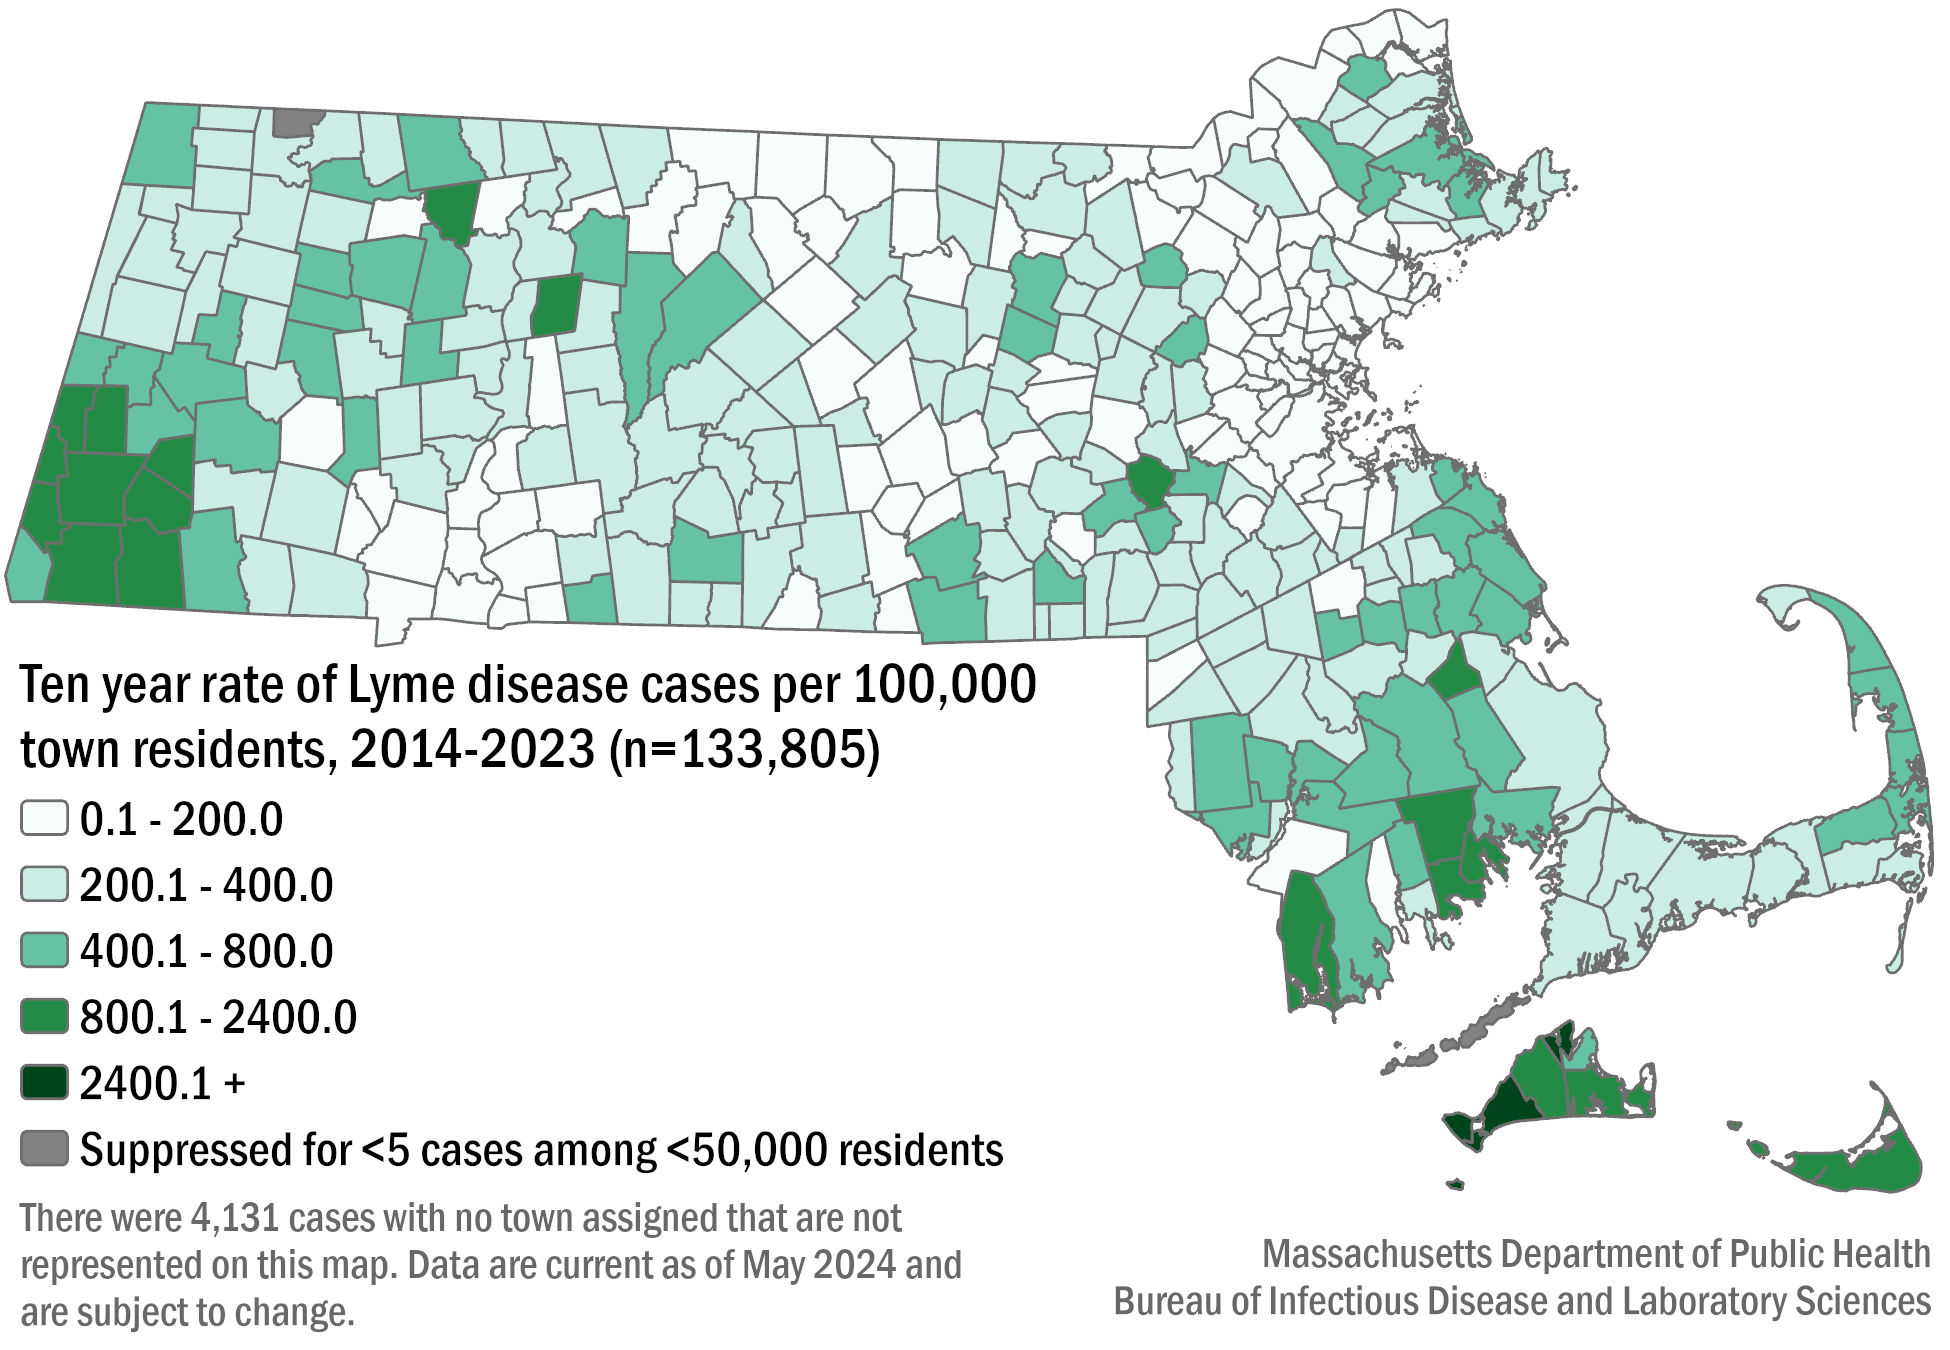 Ten year rate of Lyme disease cases per 100,000
town residents, 2014-2023 (n=133,805)
0.1 - 200.0
200.1 - 400.0
400.1 - 800.0
800.1 - 2400.0
2400.1 +
Suppressed for <5 cases among <50,000 residents
There were 4,131 cases with no town assigned that are not
represented on this map. Data are current as of May 2024 and
are subject to change.
Massachusetts Department of Public Health
Bureau of Infectious Disease and Laboratory Sciences